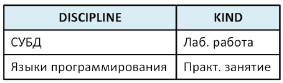 DISCIPLINE KIND
СУБД Лаб. работа
Языки программирования Практ. занятие